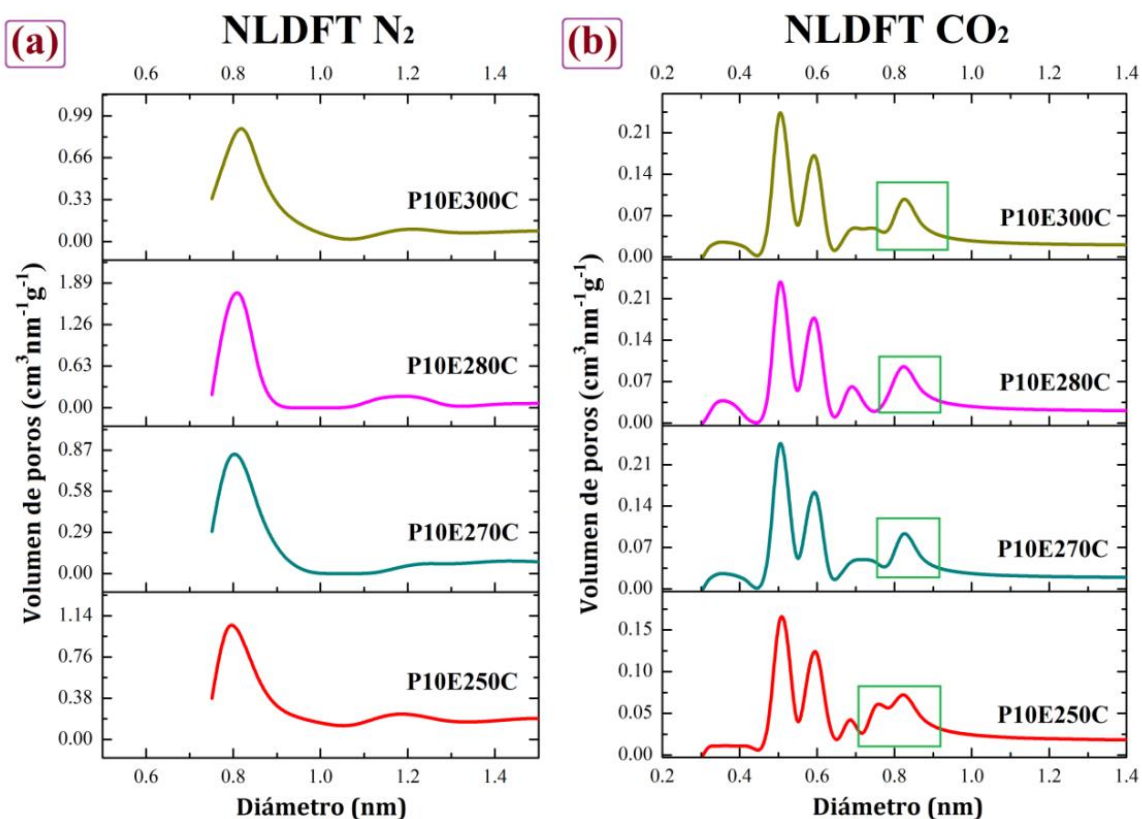 (a)
NLDFT N₂
0.6 0.8 1.0 1.2 1.4
0.99
0.66
0.33
0.00
P10E300C
1.89
1.26
0.63
0.00
P10E280C
0.87
0.58
0.29
0.00
P10E270C
1.14
0.76
0.38
0.00
P10E250C
0.6 0.8 1.0 1.2 1.4
Volumen de poros (cm³nm⁻¹g⁻¹)
Diámetro (nm)
(b)
NLDFT CO₂
0.2 0.4 0.6 0.8 1.0 1.2 1.4
0.21
0.14
0.07
0.00
P10E300C
0.21
0.14
0.07
0.00
P10E280C
0.21
0.14
0.07
0.00
P10E270C
0.15
0.10
0.05
0.00
P10E250C
0.2 0.4 0.6 0.8 1.0 1.2 1.4
Volumen de poros (cm³nm⁻¹g⁻¹)
Diámetro (nm)